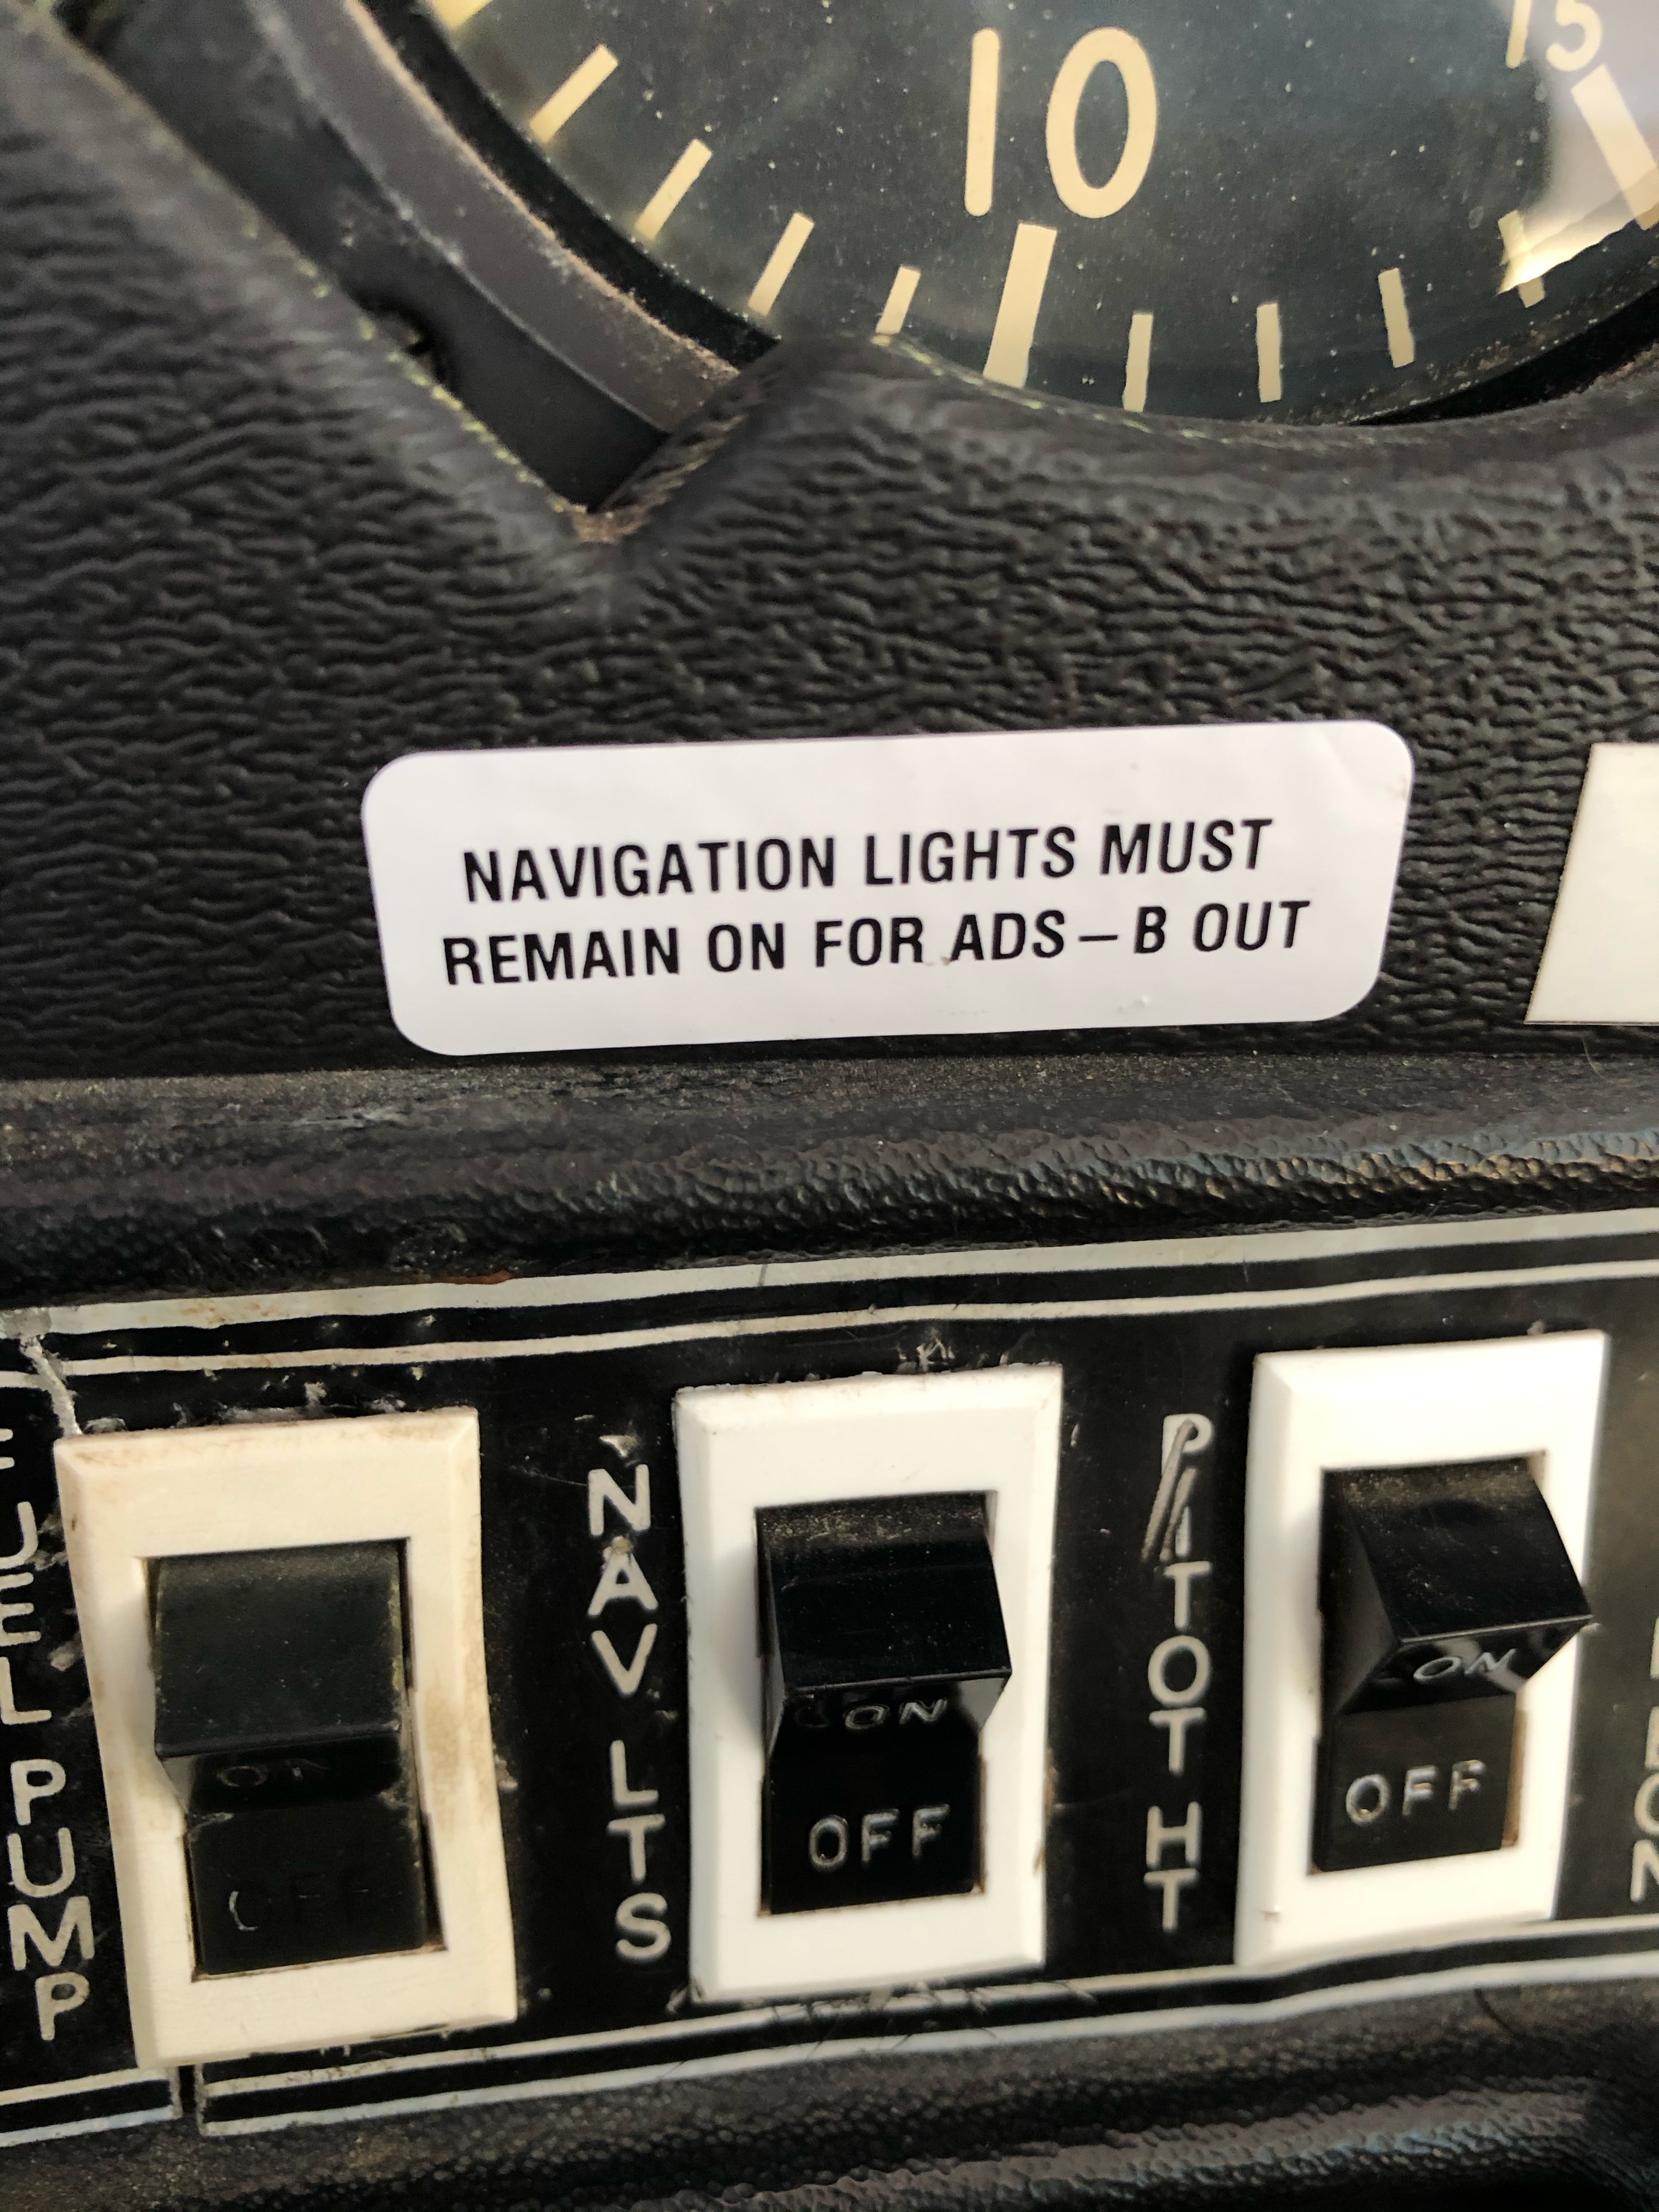 10
15
NAVIGATION LIGHTS MUST
REMAIN ON FOR ADS–B OUT
FUEL PUMP
ON
OFF
NAV LTS
ON
OFF
PITOT HT
ON
OFF